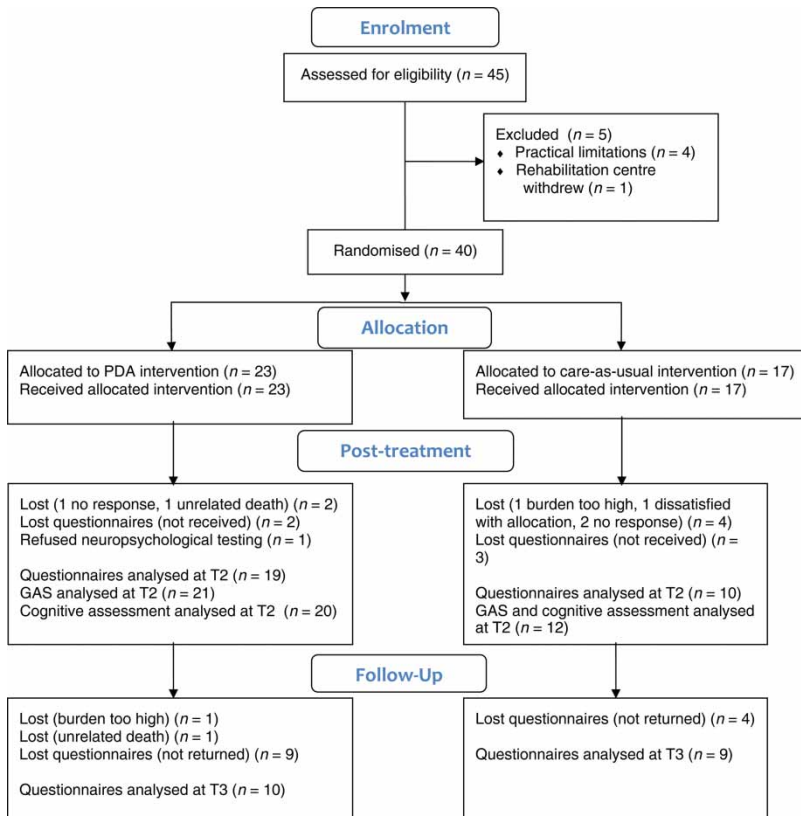 Enrolment
Assessed for eligibility (n = 45)
Excluded (n = 5)
♦ Practical limitations (n = 4)
♦ Rehabilitation centre
withdrew (n = 1)
Randomised (n = 40)
Allocation
Allocated to PDA intervention (n = 23)
Received allocated intervention (n = 23)
Allocated to care-as-usual intervention (n = 17)
Received allocated intervention (n = 17)
Post-treatment
Lost (1 no response, 1 unrelated death) (n = 2)
Lost questionnaires (not received) (n = 2)
Refused neuropsychological testing (n = 1)
Questionnaires analysed at T2 (n = 19)
GAS analysed at T2 (n = 21)
Cognitive assessment analysed at T2 (n = 20)
Lost (1 burden too high, 1 dissatisfied
with allocation, 2 no response) (n = 4)
Lost questionnaires (not received) (n =
3)
Questionnaires analysed at T2 (n = 10)
GAS and cognitive assessment analysed
at T2 (n = 12)
Follow-Up
Lost (burden too high) (n = 1)
Lost (unrelated death) (n = 1)
Lost questionnaires (not returned) (n = 9)
Questionnaires analysed at T3 (n = 10)
Lost questionnaires (not returned) (n = 4)
Questionnaires analysed at T3 (n = 9)